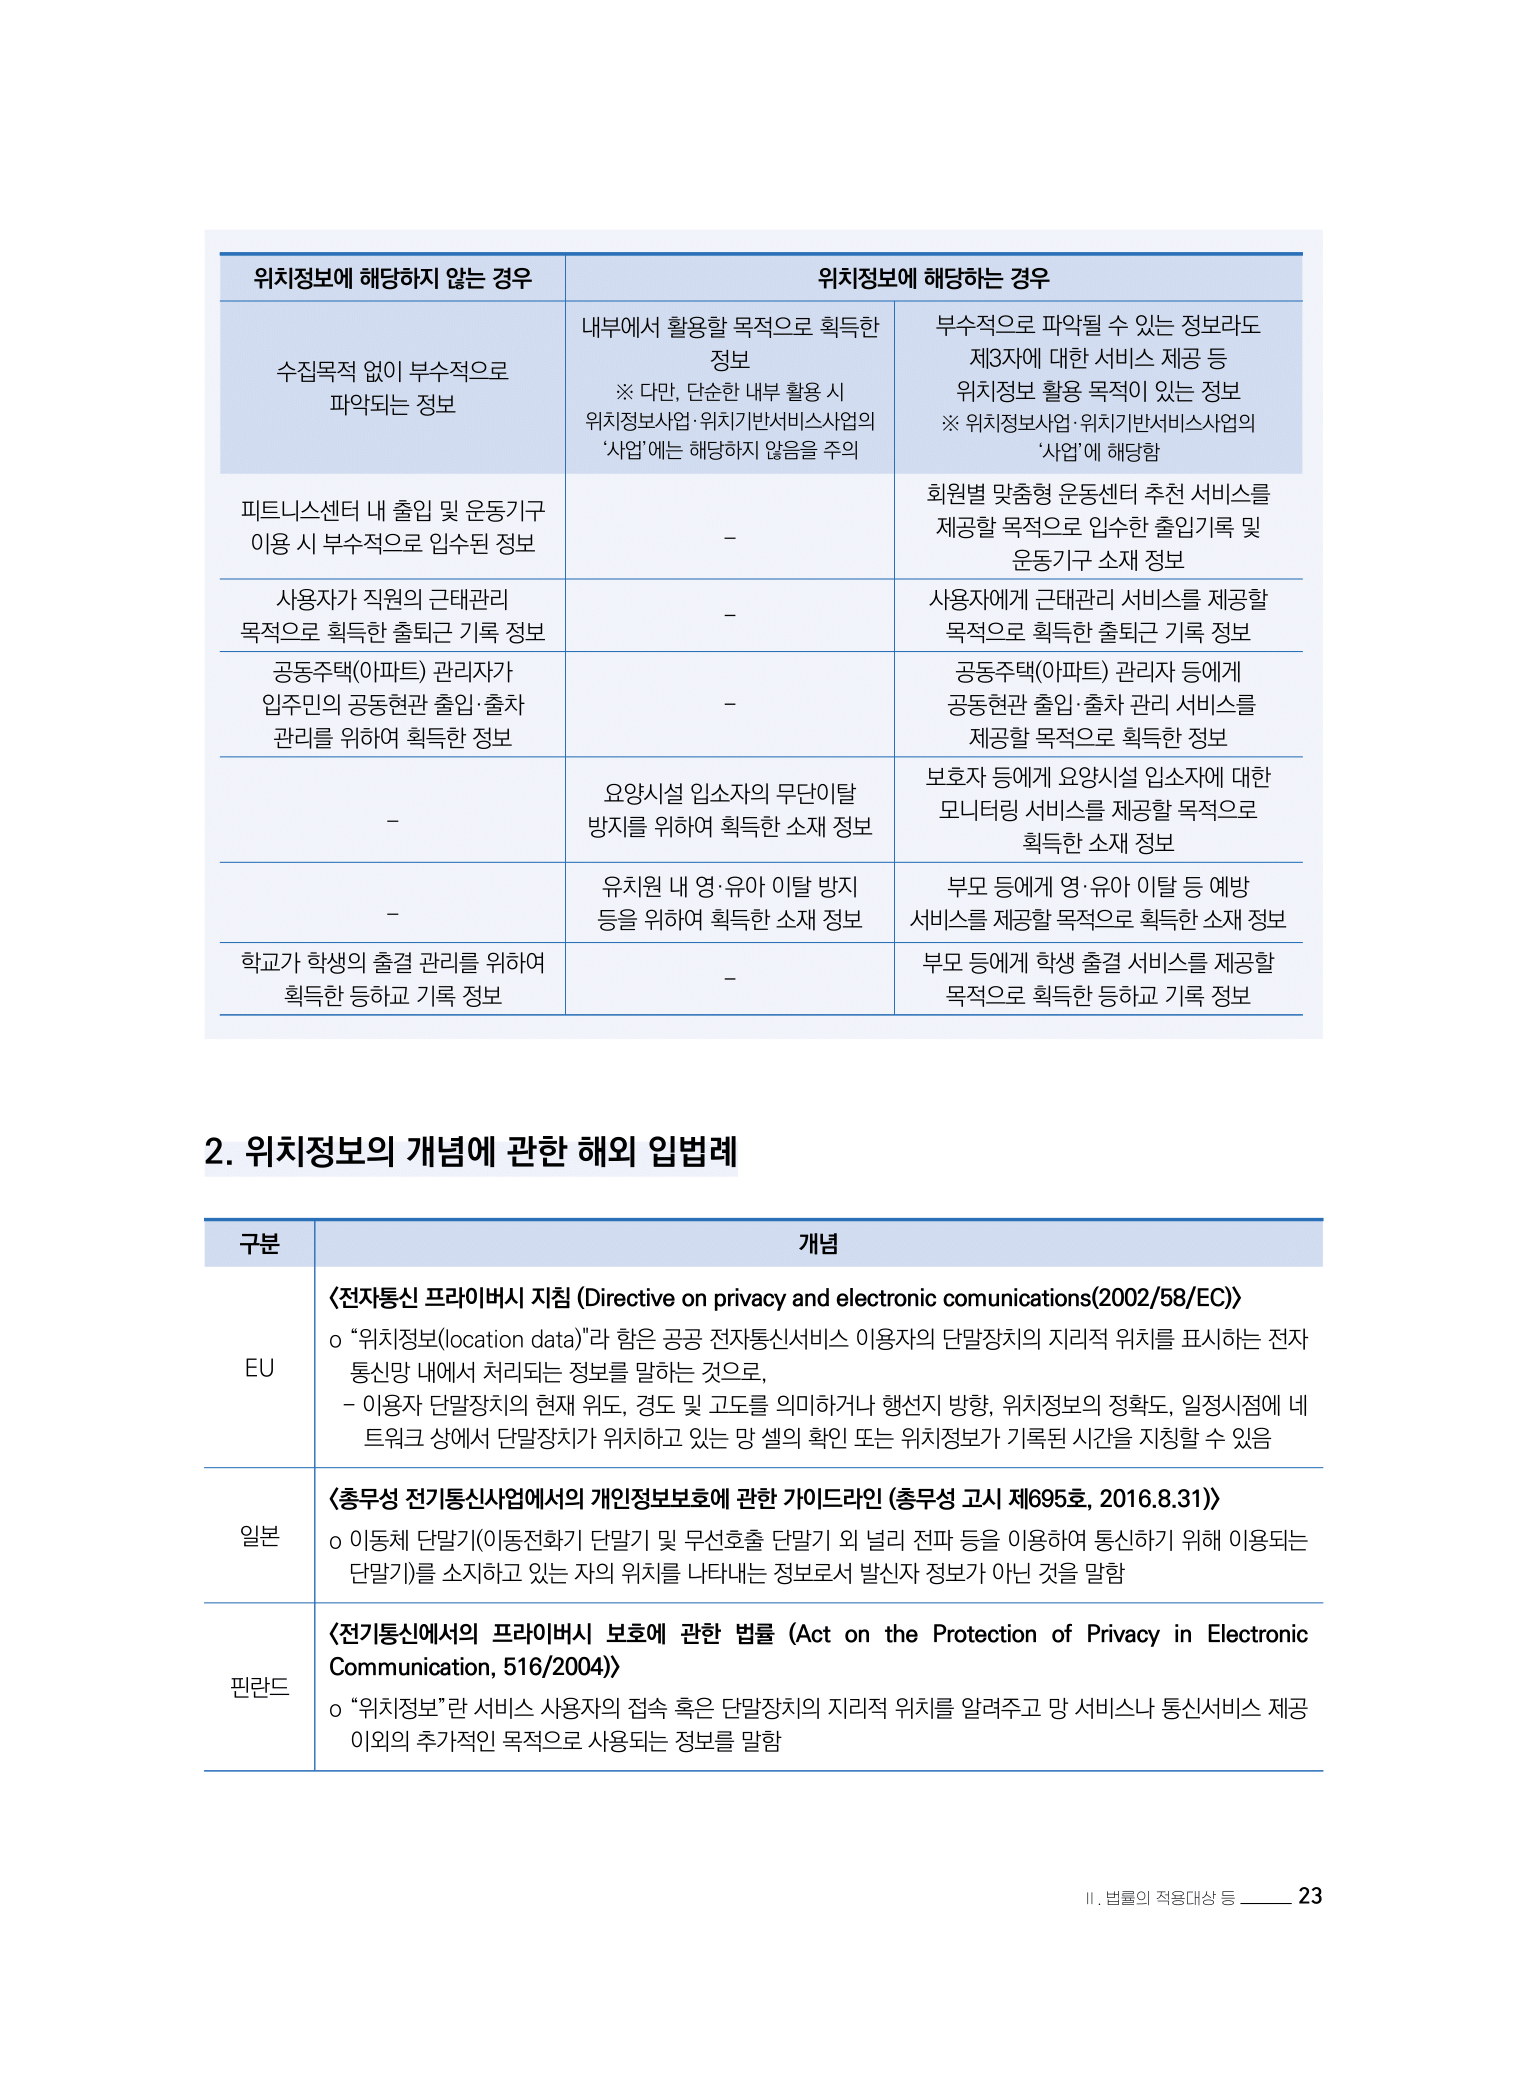 위치정보에 해당하지 않는 경우
위치정보에 해당하는 경우
수집목적 없이 부수적으로
파악되는 정보
내부에서 활용할 목적으로 획득한
정보
※ 다만, 단순한 내부 활용 시
위치정보사업·위치기반서비스사업의
‘사업’에는 해당하지 않음을 주의
부수적으로 파악될 수 있는 정보라도
제3자에 대한 서비스 제공 등
위치정보 활용 목적이 있는 정보
※ 위치정보사업·위치기반서비스사업의
‘사업’에 해당함
피트니스센터 내 출입 및 운동기구
이용 시 부수적으로 입수된 정보
–
회원별 맞춤형 운동센터 추천 서비스를
제공할 목적으로 입수한 출입기록 및
운동기구 소재 정보
사용자가 직원의 근태관리
목적으로 획득한 출퇴근 기록 정보
–
사용자에게 근태관리 서비스를 제공할
목적으로 획득한 출퇴근 기록 정보
공동주택(아파트) 관리자가
입주민의 공동현관 출입·출차
관리를 위하여 획득한 정보
–
공동주택(아파트) 관리자 등에게
공동현관 출입·출차 관리 서비스를
제공할 목적으로 획득한 정보
–
요양시설 입소자의 무단이탈
방지를 위하여 획득한 소재 정보
보호자 등에게 요양시설 입소자에 대한
모니터링 서비스를 제공할 목적으로
획득한 소재 정보
–
유치원 내 영·유아 이탈 방지
등을 위하여 획득한 소재 정보
부모 등에게 영·유아 이탈 등 예방
서비스를 제공할 목적으로 획득한 소재 정보
학교가 학생의 출결 관리를 위하여
획득한 등하교 기록 정보
–
부모 등에게 학생 출결 서비스를 제공할
목적으로 획득한 등하교 기록 정보
2. 위치정보의 개념에 관한 해외 입법례
구분
개념
EU
〈전자통신 프라이버시 지침 (Directive on privacy and electronic comunications(2002/58/EC)〉
o “위치정보(location data)"라 함은 공공 전자통신서비스 이용자의 단말장치의 지리적 위치를 표시하는 전자
통신망 내에서 처리되는 정보를 말하는 것으로,
– 이용자 단말장치의 현재 위도, 경도 및 고도를 의미하거나 행선지 방향, 위치정보의 정확도, 일정시점에 네
트워크 상에서 단말장치가 위치하고 있는 망 셀의 확인 또는 위치정보가 기록된 시간을 지칭할 수 있음
일본
〈총무성 전기통신사업에서의 개인정보보호에 관한 가이드라인 (총무성 고시 제695호, 2016.8.31)〉
o 이동체 단말기(이동전화기 단말기 및 무선호출 단말기 외 널리 전파 등을 이용하여 통신하기 위해 이용되는
단말기)를 소지하고 있는 자의 위치를 나타내는 정보로서 발신자 정보가 아닌 것을 말함
핀란드
〈전기통신에서의 프라이버시 보호에 관한 법률 (Act on the Protection of Privacy in Electronic
Communication, 516/2004)〉
o “위치정보”란 서비스 사용자의 접속 혹은 단말장치의 지리적 위치를 알려주고 망 서비스나 통신서비스 제공
이외의 추가적인 목적으로 사용되는 정보를 말함
Ⅱ. 법률의 적용대상 등 23